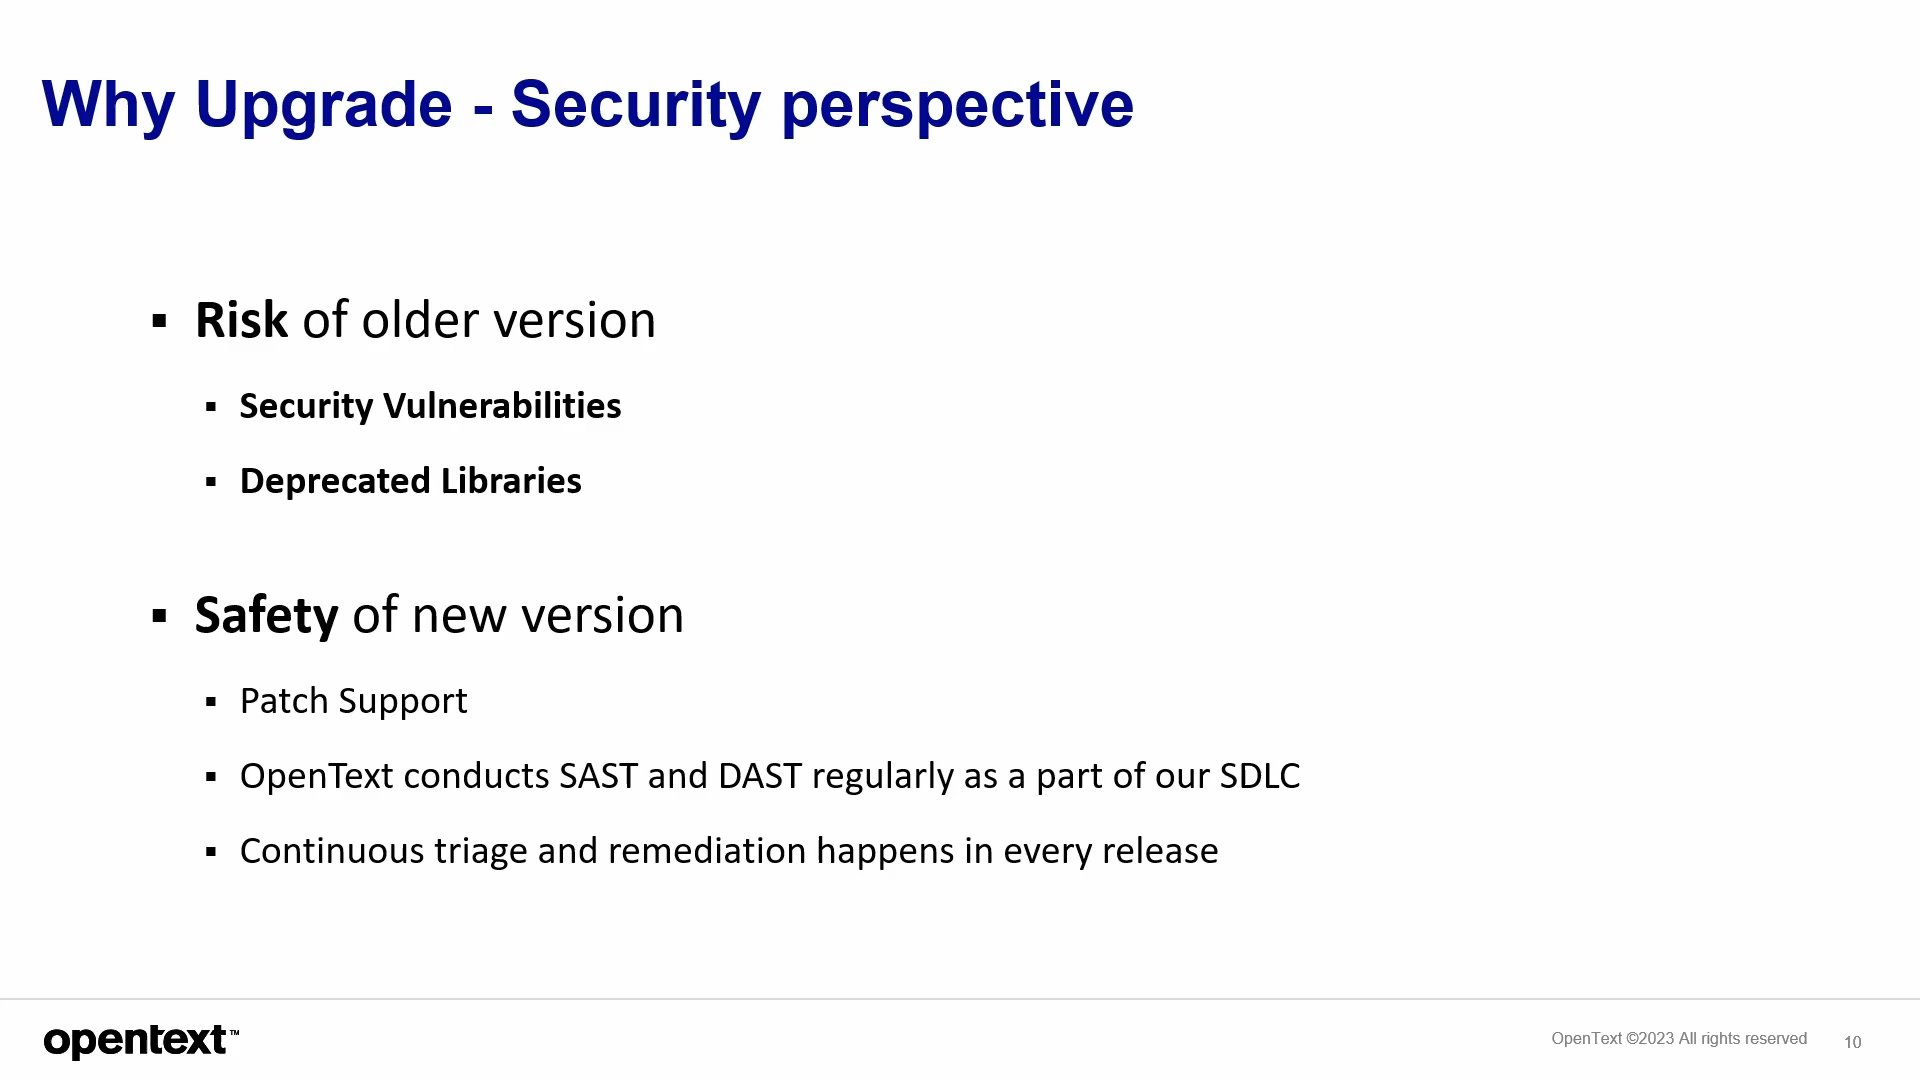 Why Upgrade - Security perspective
▪ Risk of older version
▪ Security Vulnerabilities
▪ Deprecated Libraries
▪ Safety of new version
▪ Patch Support
▪ OpenText conducts SAST and DAST regularly as a part of our SDLC
▪ Continuous triage and remediation happens in every release
opentext™
OpenText ©2023 All rights reserved 10